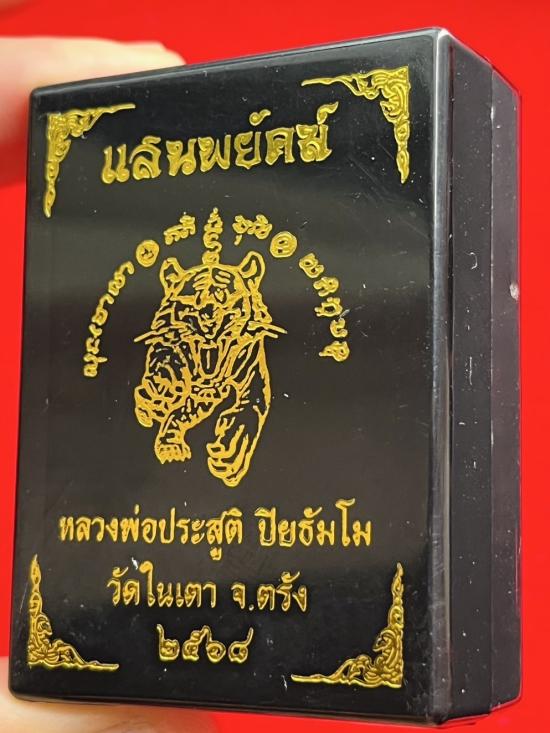 แสนพยัคฆ์
หลวงพ่อประสูติ ปิยธัมโม
วัดในเตา จ.ตรัง
๒๕๖๘